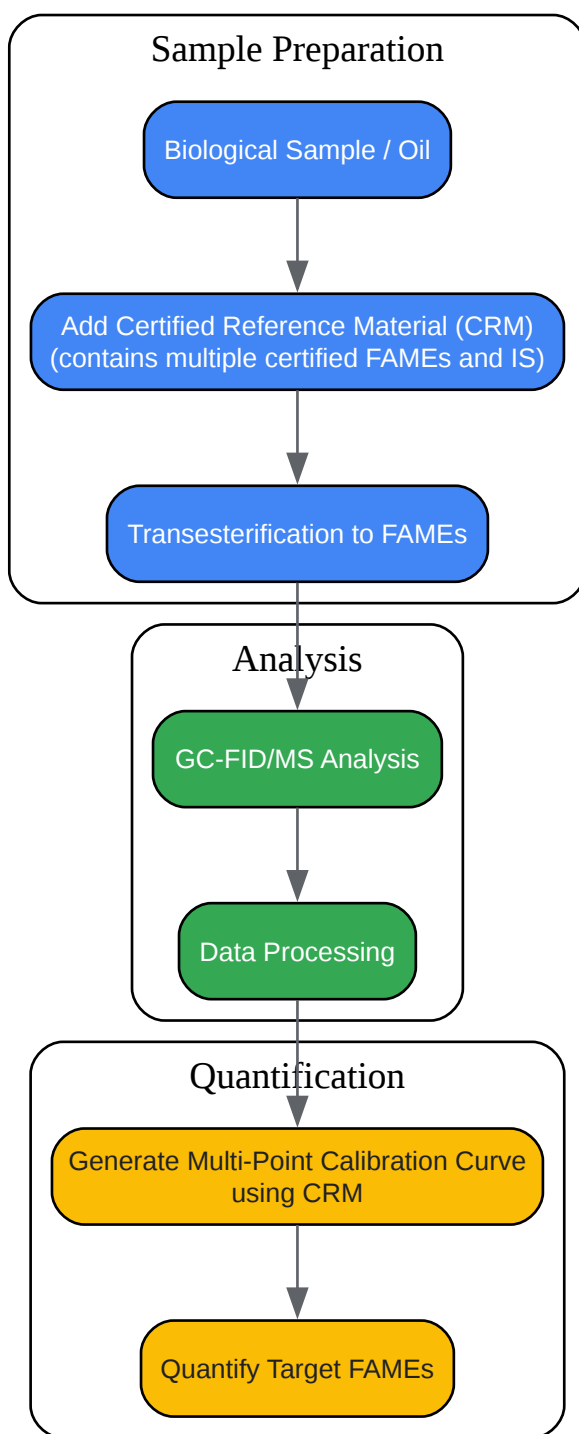 Sample Preparation
Biological Sample / Oil
Add Certified Reference Material (CRM)
(contains multiple certified FAMEs and IS)
Transesterification to FAMEs
Analysis
GC-FID/MS Analysis
Data Processing
Quantification
Generate Multi-Point Calibration Curve
using CRM
Quantify Target FAMEs